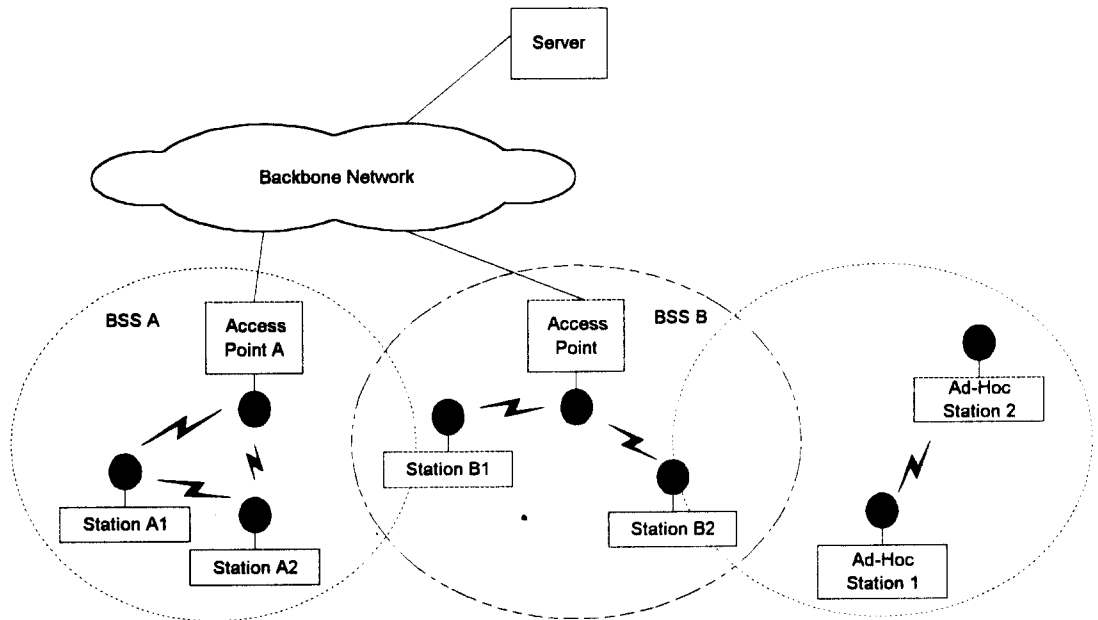 Server
Backbone Network
BSS A
Access
Point A
Access
Point
BSS B
Ad-Hoc
Station 2
Station B1
Station A1
Station B2
Station A2
Ad-Hoc
Station 1